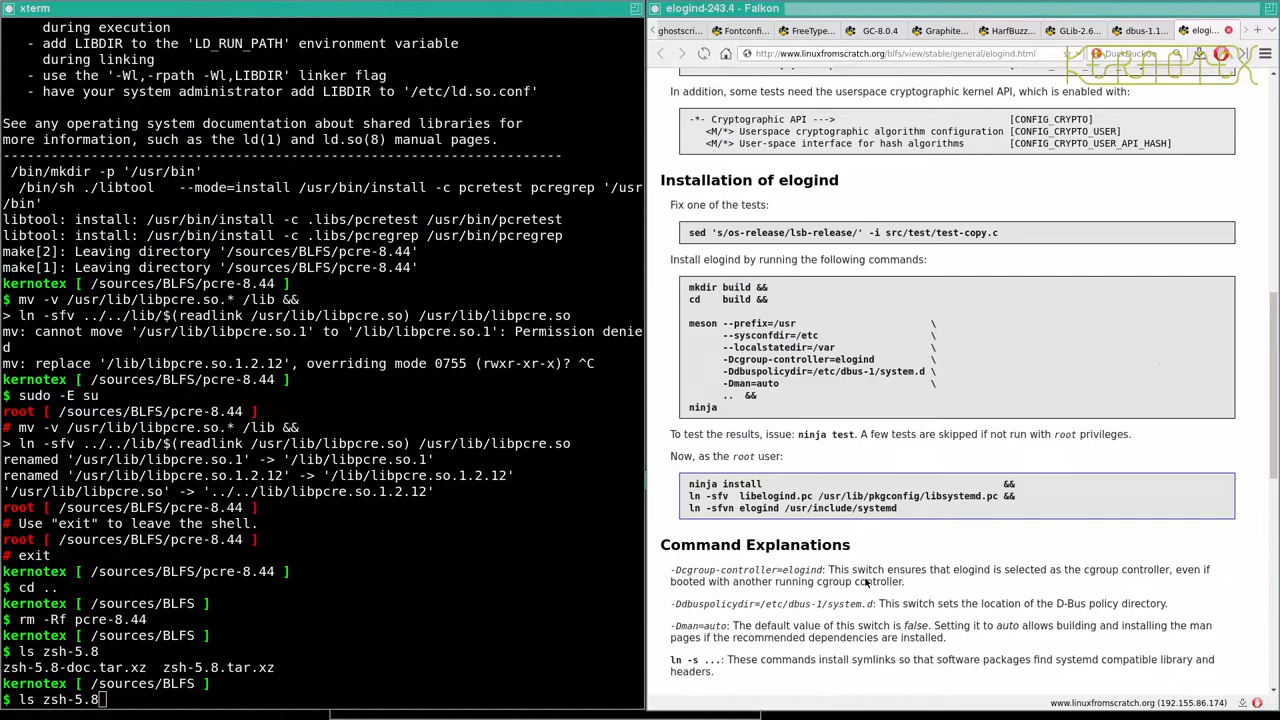 xterm
during execution
- add LIBDIR to the 'LD_RUN_PATH' environment variable
during linking
- use the '-Wl,-rpath -Wl,LIBDIR' linker flag
- have your system administrator add LIBDIR to '/etc/ld.so.conf'
See any operating system documentation about shared libraries for
more information, such as the ld(1) and ld.so(8) manual pages.
----------------------------------------------------------------------
/bin/mkdir -p '/usr/bin'
/bin/sh ./libtool   --mode=install /usr/bin/install -c pcretest pcregrep '/usr
/bin'
libtool: install: /usr/bin/install -c .libs/pcretest /usr/bin/pcretest
libtool: install: /usr/bin/install -c .libs/pcregrep /usr/bin/pcregrep
make[2]: Leaving directory '/sources/BLFS/pcre-8.44'
make[1]: Leaving directory '/sources/BLFS/pcre-8.44'
kernotex [ /sources/BLFS/pcre-8.44 ]
$ mv -v /usr/lib/libpcre.so.* /lib &&
> ln -sfv ../../lib/$(readlink /usr/lib/libpcre.so) /usr/lib/libpcre.so
mv: cannot move '/usr/lib/libpcre.so.1' to '/lib/libpcre.so.1': Permission denie
d
mv: replace '/lib/libpcre.so.1.2.12', overriding mode 0755 (rwxr-xr-x)? ^C
kernotex [ /sources/BLFS/pcre-8.44 ]
$ sudo -E su
root [ /sources/BLFS/pcre-8.44 ]
# mv -v /usr/lib/libpcre.so.* /lib &&
> ln -sfv ../../lib/$(readlink /usr/lib/libpcre.so) /usr/lib/libpcre.so
renamed '/usr/lib/libpcre.so.1' -> '/lib/libpcre.so.1'
renamed '/usr/lib/libpcre.so.1.2.12' -> '/lib/libpcre.so.1.2.12'
'/usr/lib/libpcre.so' -> '../../lib/libpcre.so.1.2.12'
root [ /sources/BLFS/pcre-8.44 ]
# Use "exit" to leave the shell.
root [ /sources/BLFS/pcre-8.44 ]
# exit
kernotex [ /sources/BLFS/pcre-8.44 ]
$ cd ..
kernotex [ /sources/BLFS ]
$ rm -Rf pcre-8.44
kernotex [ /sources/BLFS ]
$ ls zsh-5.8
zsh-5.8-doc.tar.xz  zsh-5.8.tar.xz
kernotex [ /sources/BLFS ]
$ ls zsh-5.8
elogind-243.4 - Falkon
ghostscri... Fontconfi... FreeType... GC-8.0.4 Graphite... HarfBuzz... GLib-2.6... dbus-1.1... elogi...
http://www.linuxfromscratch.org/blfs/view/stable/general/elogind.html DuckDuckGo
KERNOTEX
In addition, some tests need the userspace cryptographic kernel API, which is enabled with:
-*- Cryptographic API --->                              [CONFIG_CRYPTO]
<M/*> Userspace cryptographic algorithm configuration [CONFIG_CRYPTO_USER]
<M/*> User-space interface for hash algorithms        [CONFIG_CRYPTO_USER_API_HASH]
Installation of elogind
Fix one of the tests:
sed 's/os-release/lsb-release/' -i src/test/test-copy.c
Install elogind by running the following commands:
mkdir build &&
cd    build &&
meson --prefix=/usr                        \
--sysconfdir=/etc                    \
--localstatedir=/var                 \
-Dcgroup-controller=elogind          \
-Ddbuspolicydir=/etc/dbus-1/system.d \
-Dman=auto                           \
..  &&
ninja
To test the results, issue: ninja test. A few tests are skipped if not run with root privileges.
Now, as the root user:
ninja install                                           &&
ln -sfv  libelogind.pc /usr/lib/pkgconfig/libsystemd.pc &&
ln -sfvn elogind /usr/include/systemd
Command Explanations
-Dcgroup-controller=elogind: This switch ensures that elogind is selected as the cgroup controller, even if
booted with another running cgroup controller.
-Ddbuspolicydir=/etc/dbus-1/system.d: This switch sets the location of the D-Bus policy directory.
-Dman=auto: The default value of this switch is false. Setting it to auto allows building and installing the man
pages if the recommended dependencies are installed.
ln -s ...: These commands install symlinks so that software packages find systemd compatible library and
headers.
www.linuxfromscratch.org (192.155.86.174)